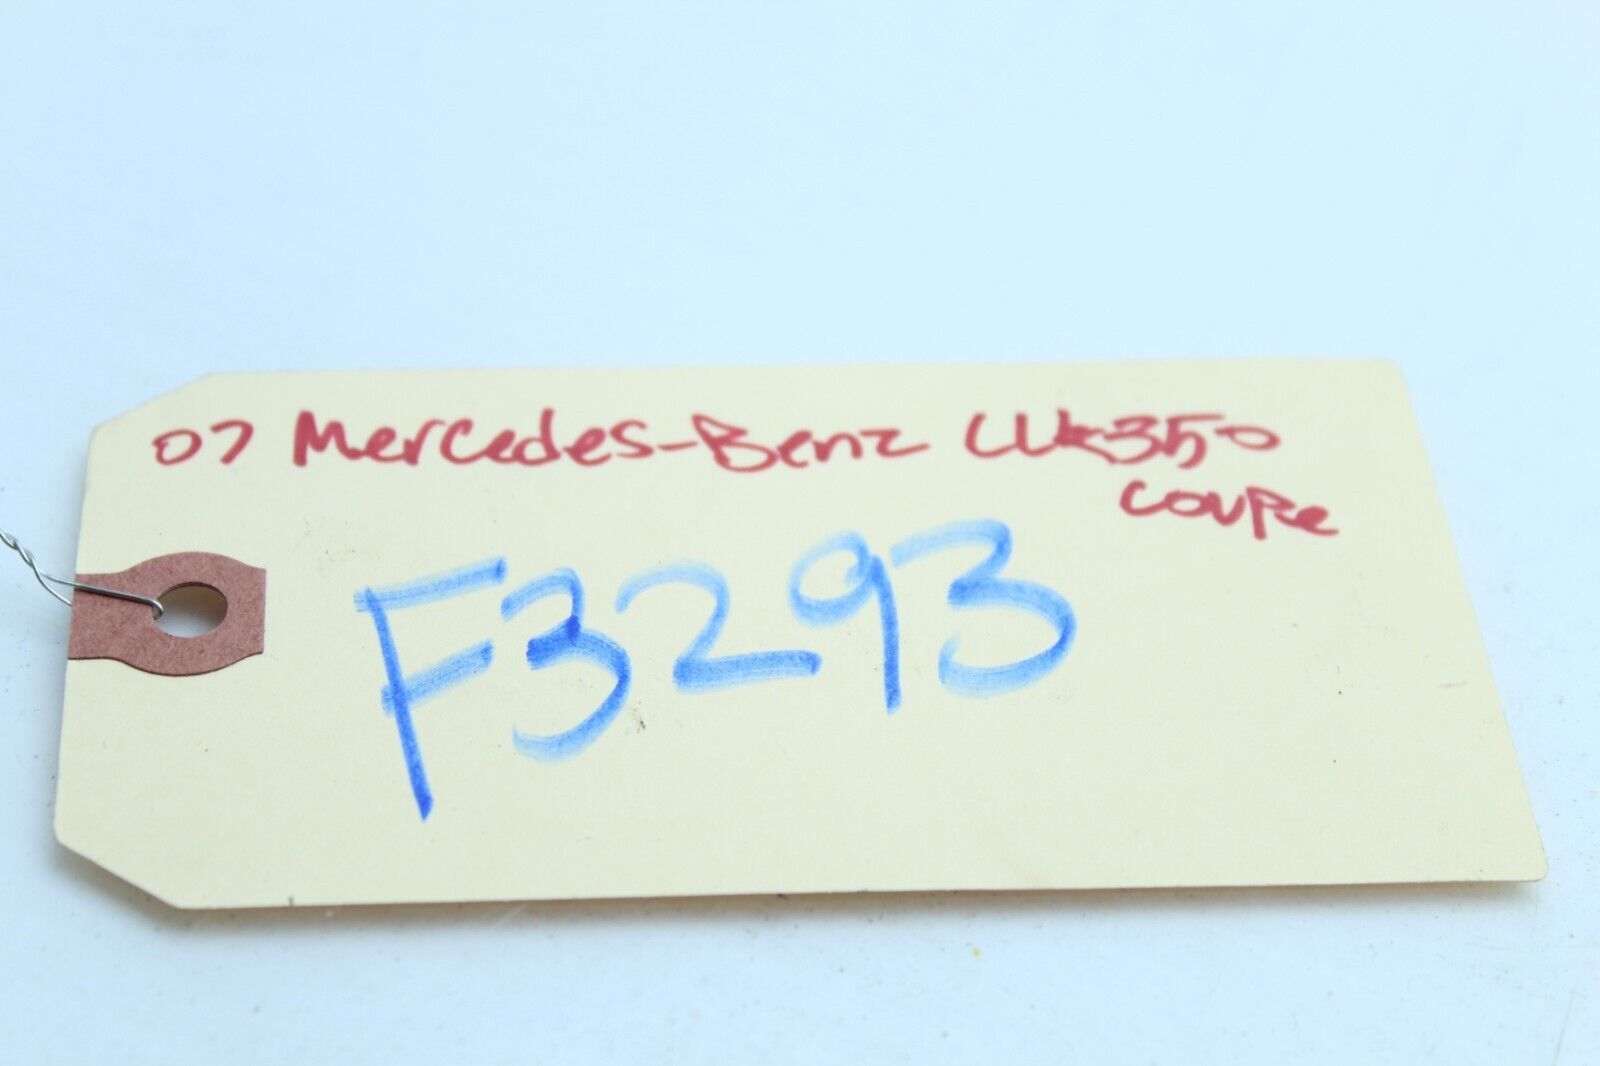 07 Mercedes-Benz CLK350
COUPe
F3293